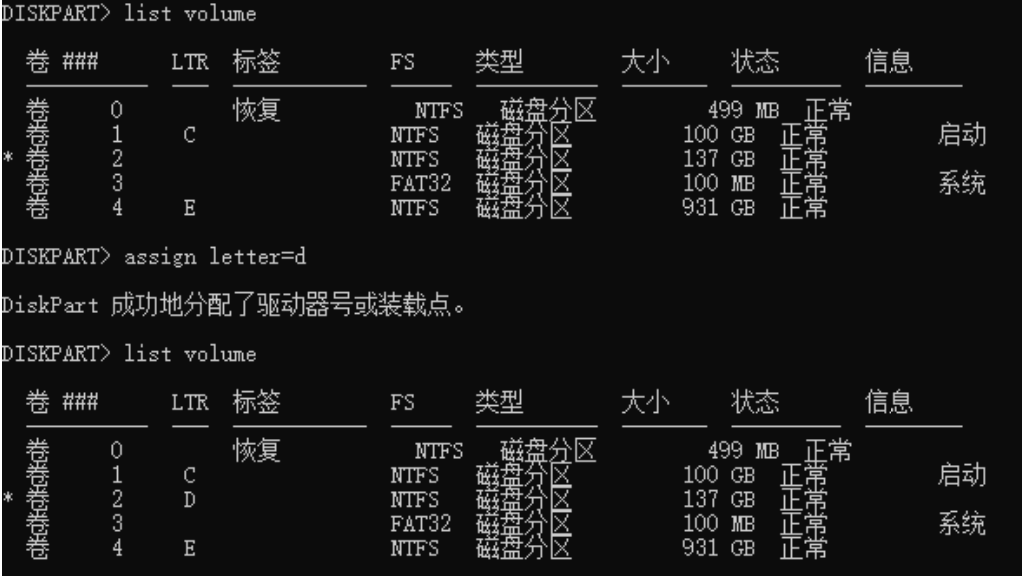 DISKPART> list volume
卷 ### LTR 标签 FS 类型 大小 状态 信息
卷 0 恢复 NTFS 磁盘分区 499 MB 正常
卷 1 C NTFS 磁盘分区 100 GB 正常 启动
* 卷 2 NTFS 磁盘分区 137 GB 正常
卷 3 FAT32 磁盘分区 100 MB 正常 系统
卷 4 E NTFS 磁盘分区 931 GB 正常
DISKPART> assign letter=d
DiskPart 成功地分配了驱动器号或装载点。
DISKPART> list volume
卷 ### LTR 标签 FS 类型 大小 状态 信息
卷 0 恢复 NTFS 磁盘分区 499 MB 正常
卷 1 C NTFS 磁盘分区 100 GB 正常 启动
* 卷 2 D NTFS 磁盘分区 137 GB 正常
卷 3 FAT32 磁盘分区 100 MB 正常 系统
卷 4 E NTFS 磁盘分区 931 GB 正常